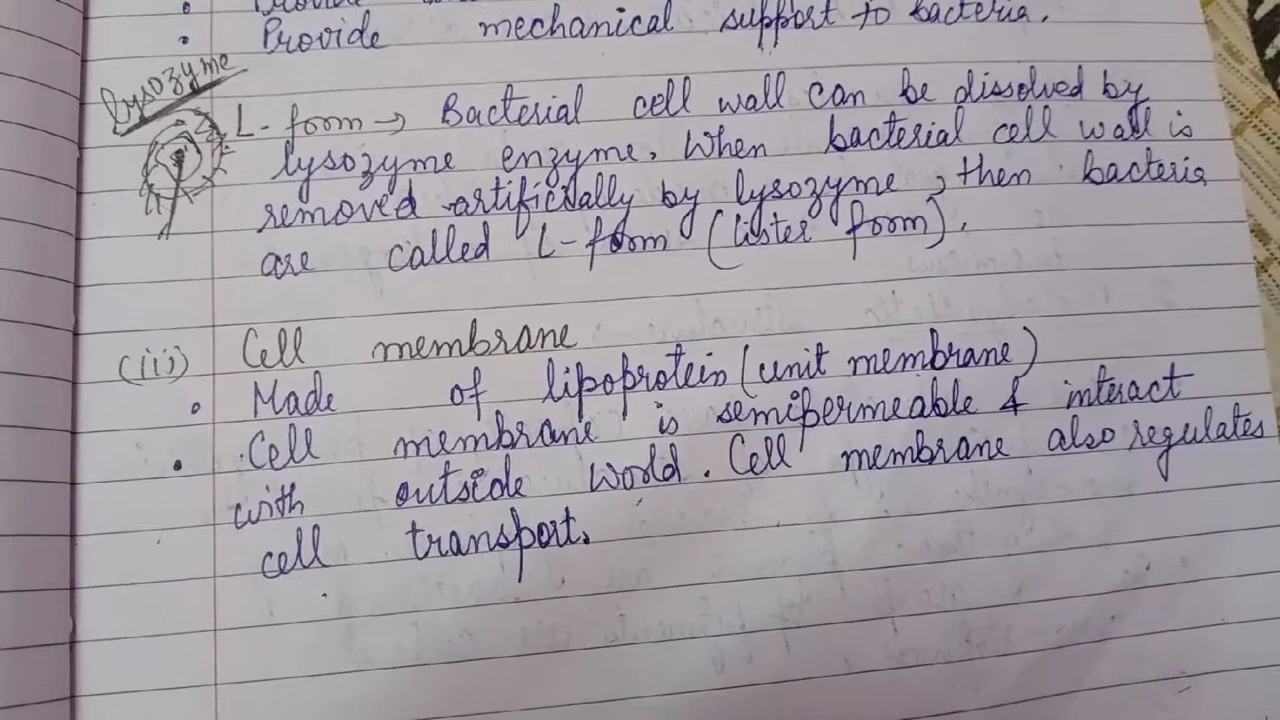 Provide
• Provide mechanical support to bacteria.
lysozyme
L-form → Bacterial cell wall can be dissolved by
lysozyme enzyme. When bacterial cell wall is
removed artificially by lysozyme, then bacteria
are called L-form (lister form).
(iii) Cell membrane
• Made of lipoprotein (unit membrane)
• Cell membrane is semipermeable & interact
with outside world. Cell membrane also regulates
cell transport.